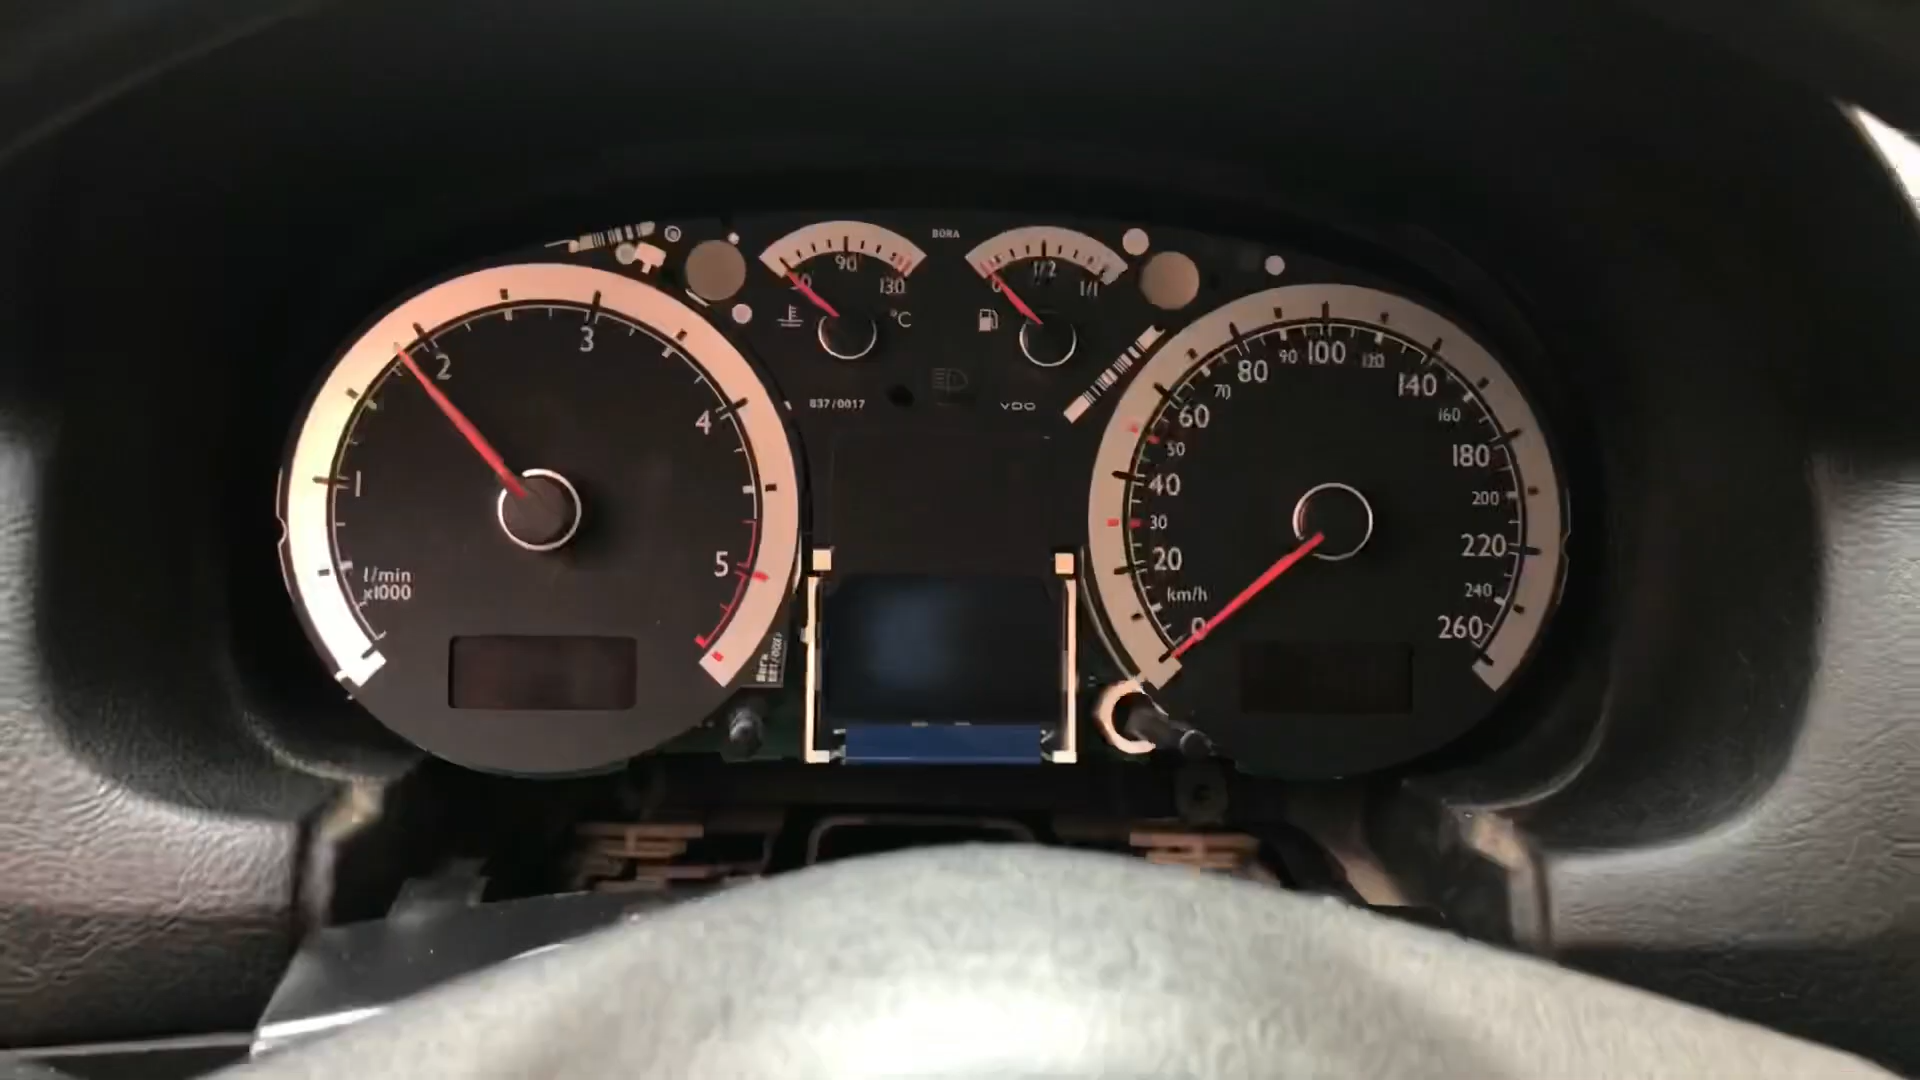 BORA
50 90 130
°C
0 1/2 1/1
837/0017
VDO
1 2 3 4 5
1/min
x1000
0 20 30 40 50 60 70 80 90 100 120 140 160 180 200 220 240 260
km/h